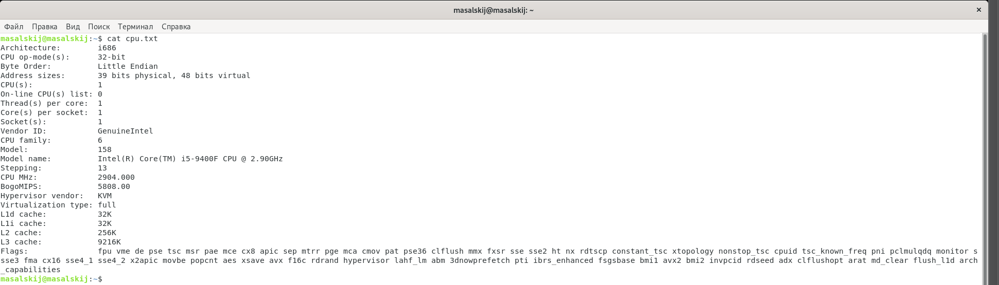 masalskij@masalskij: ~
×
Файл Правка Вид Поиск Терминал Справка
masalskij@masalskij:~$ cat cpu.txt
Architecture:        i686
CPU op-mode(s):      32-bit
Byte Order:          Little Endian
Address sizes:       39 bits physical, 48 bits virtual
CPU(s):              1
On-line CPU(s) list: 0
Thread(s) per core:  1
Core(s) per socket:  1
Socket(s):           1
Vendor ID:           GenuineIntel
CPU family:          6
Model:               158
Model name:          Intel(R) Core(TM) i5-9400F CPU @ 2.90GHz
Stepping:            13
CPU MHz:             2904.000
BogoMIPS:            5808.00
Hypervisor vendor:   KVM
Virtualization type: full
L1d cache:           32K
L1i cache:           32K
L2 cache:            256K
L3 cache:            9216K
Flags:               fpu vme de pse tsc msr pae mce cx8 apic sep mtrr pge mca cmov pat pse36 clflush mmx fxsr sse sse2 ht nx rdtscp constant_tsc xtopology nonstop_tsc cpuid tsc_known_freq pni pclmulqdq monitor s
sse3 fma cx16 sse4_1 sse4_2 x2apic movbe popcnt aes xsave avx f16c rdrand hypervisor lahf_lm abm 3dnowprefetch pti ibrs_enhanced fsgsbase bmi1 avx2 bmi2 invpcid rdseed adx clflushopt arat md_clear flush_l1d arch
_capabilities
masalskij@masalskij:~$